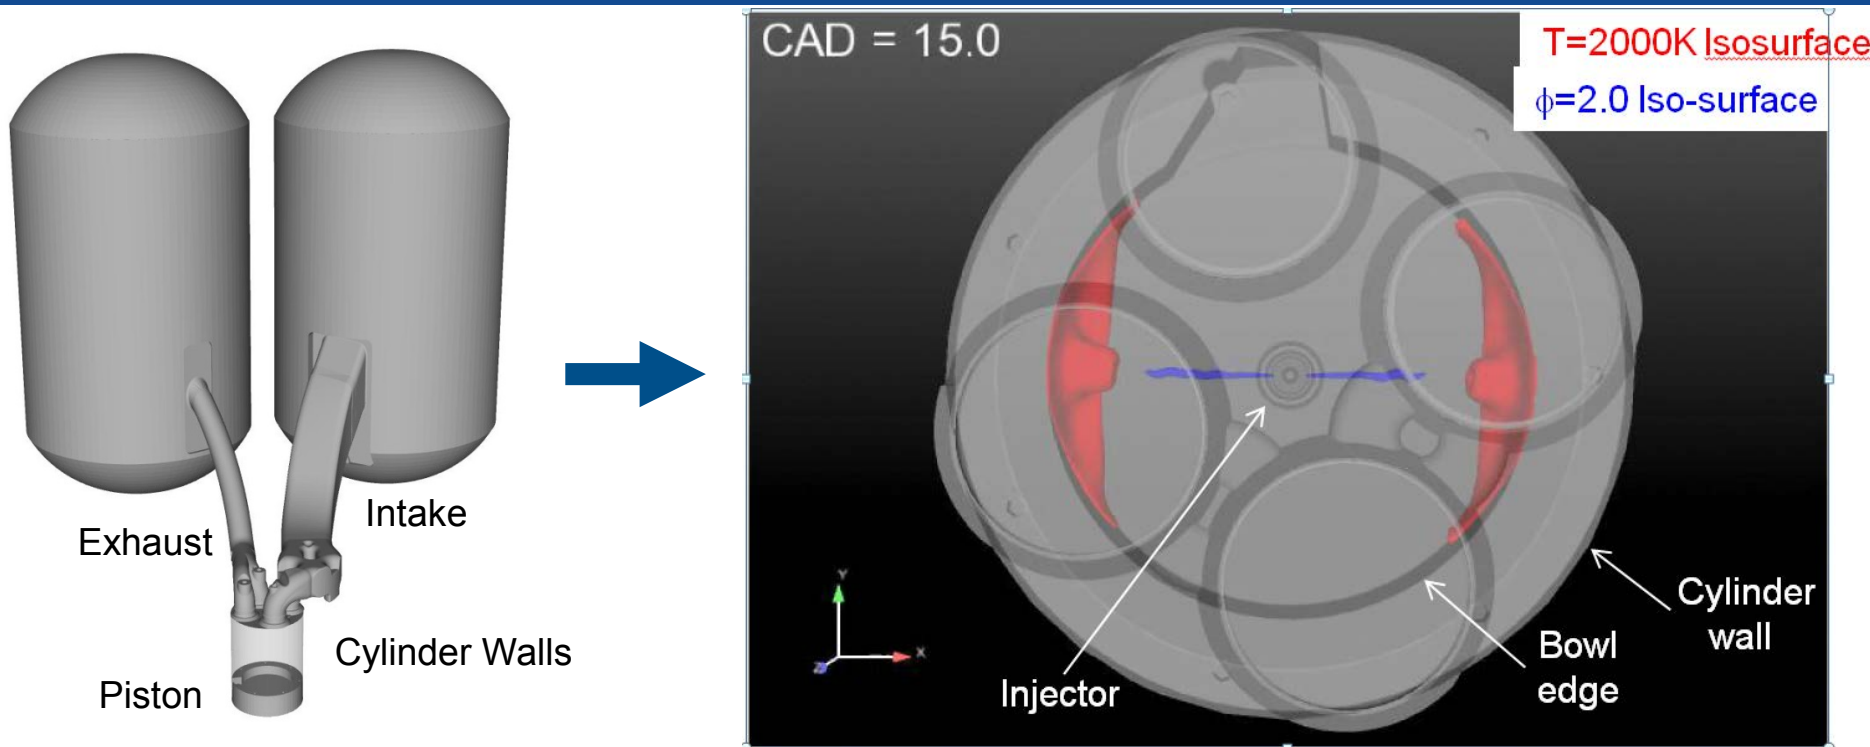 CAD = 15.0
T=2000K Isosurface
ϕ=2.0 Iso-surface
Exhaust
Intake
Cylinder Walls
Piston
Injector
Bowl
edge
Cylinder
wall
Y
X
Z